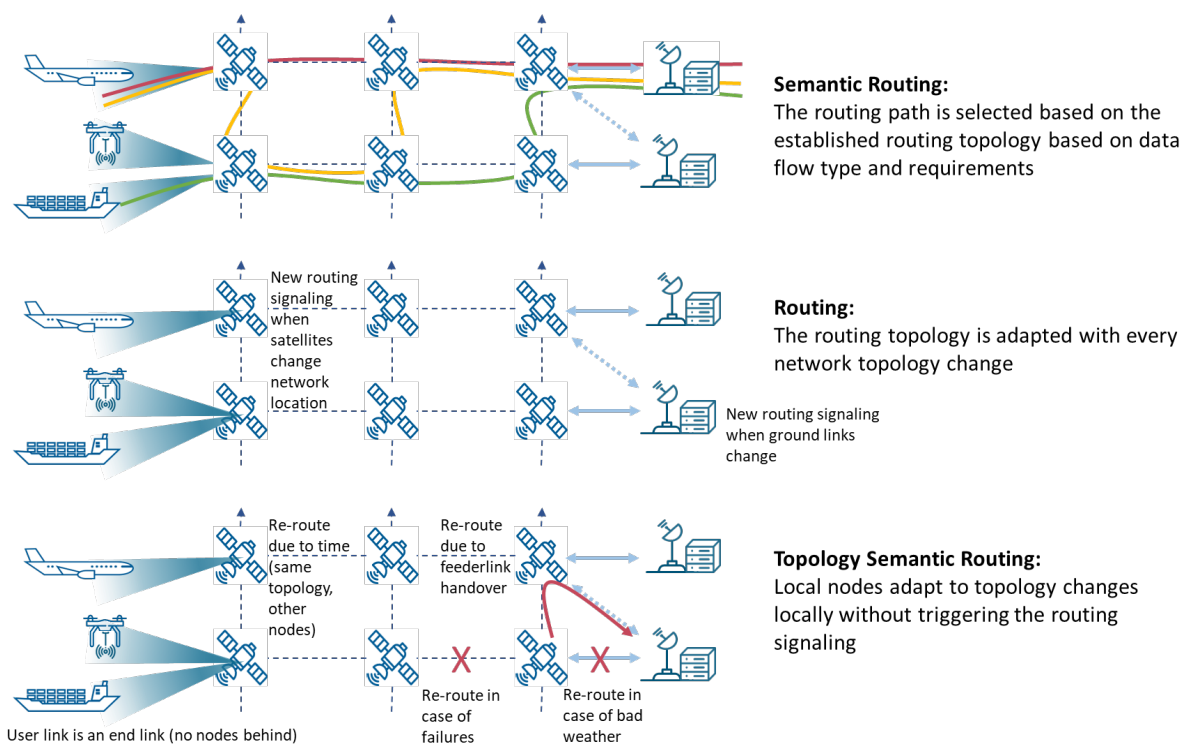 Semantic Routing:
The routing path is selected based on the
established routing topology based on data
flow type and requirements
New routing
signaling
when
satellites
change
network
location
Routing:
The routing topology is adapted with every
network topology change
New routing signaling
when ground links
change
Re-route
due to time
(same
topology,
other
nodes)
Re-route
due to
feederlink
handover
Topology Semantic Routing:
Local nodes adapt to topology changes
locally without triggering the routing
signaling
X
X
Re-route in
case of
failures
Re-route in
case of bad
weather
User link is an end link (no nodes behind)